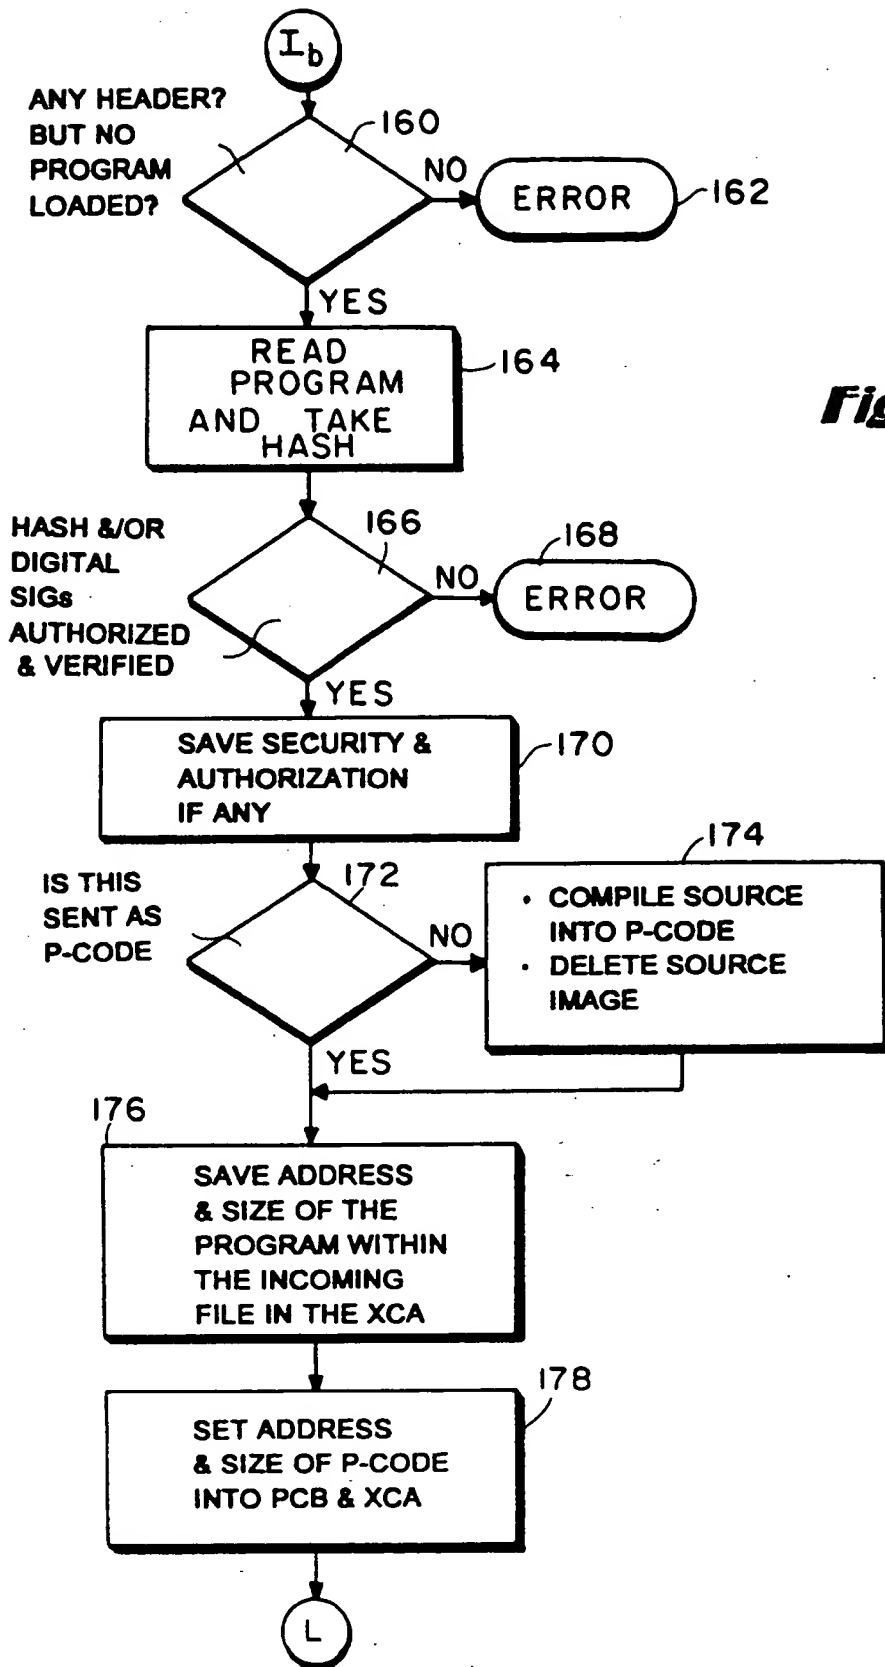 I b
ANY HEADER?
BUT NO
PROGRAM
LOADED?
160
NO
ERROR
162
YES
READ
PROGRAM
AND TAKE
HASH
164
Fig
HASH &/OR
DIGITAL
SIGs
AUTHORIZED
& VERIFIED
166
NO
168
ERROR
YES
SAVE SECURITY &
AUTHORIZATION
IF ANY
170
IS THIS
SENT AS
P-CODE
172
NO
174
• COMPILE SOURCE
INTO P-CODE
• DELETE SOURCE
IMAGE
YES
176
SAVE ADDRESS
& SIZE OF THE
PROGRAM WITHIN
THE INCOMING
FILE IN THE XCA
178
SET ADDRESS
& SIZE OF P-CODE
INTO PCB & XCA
L